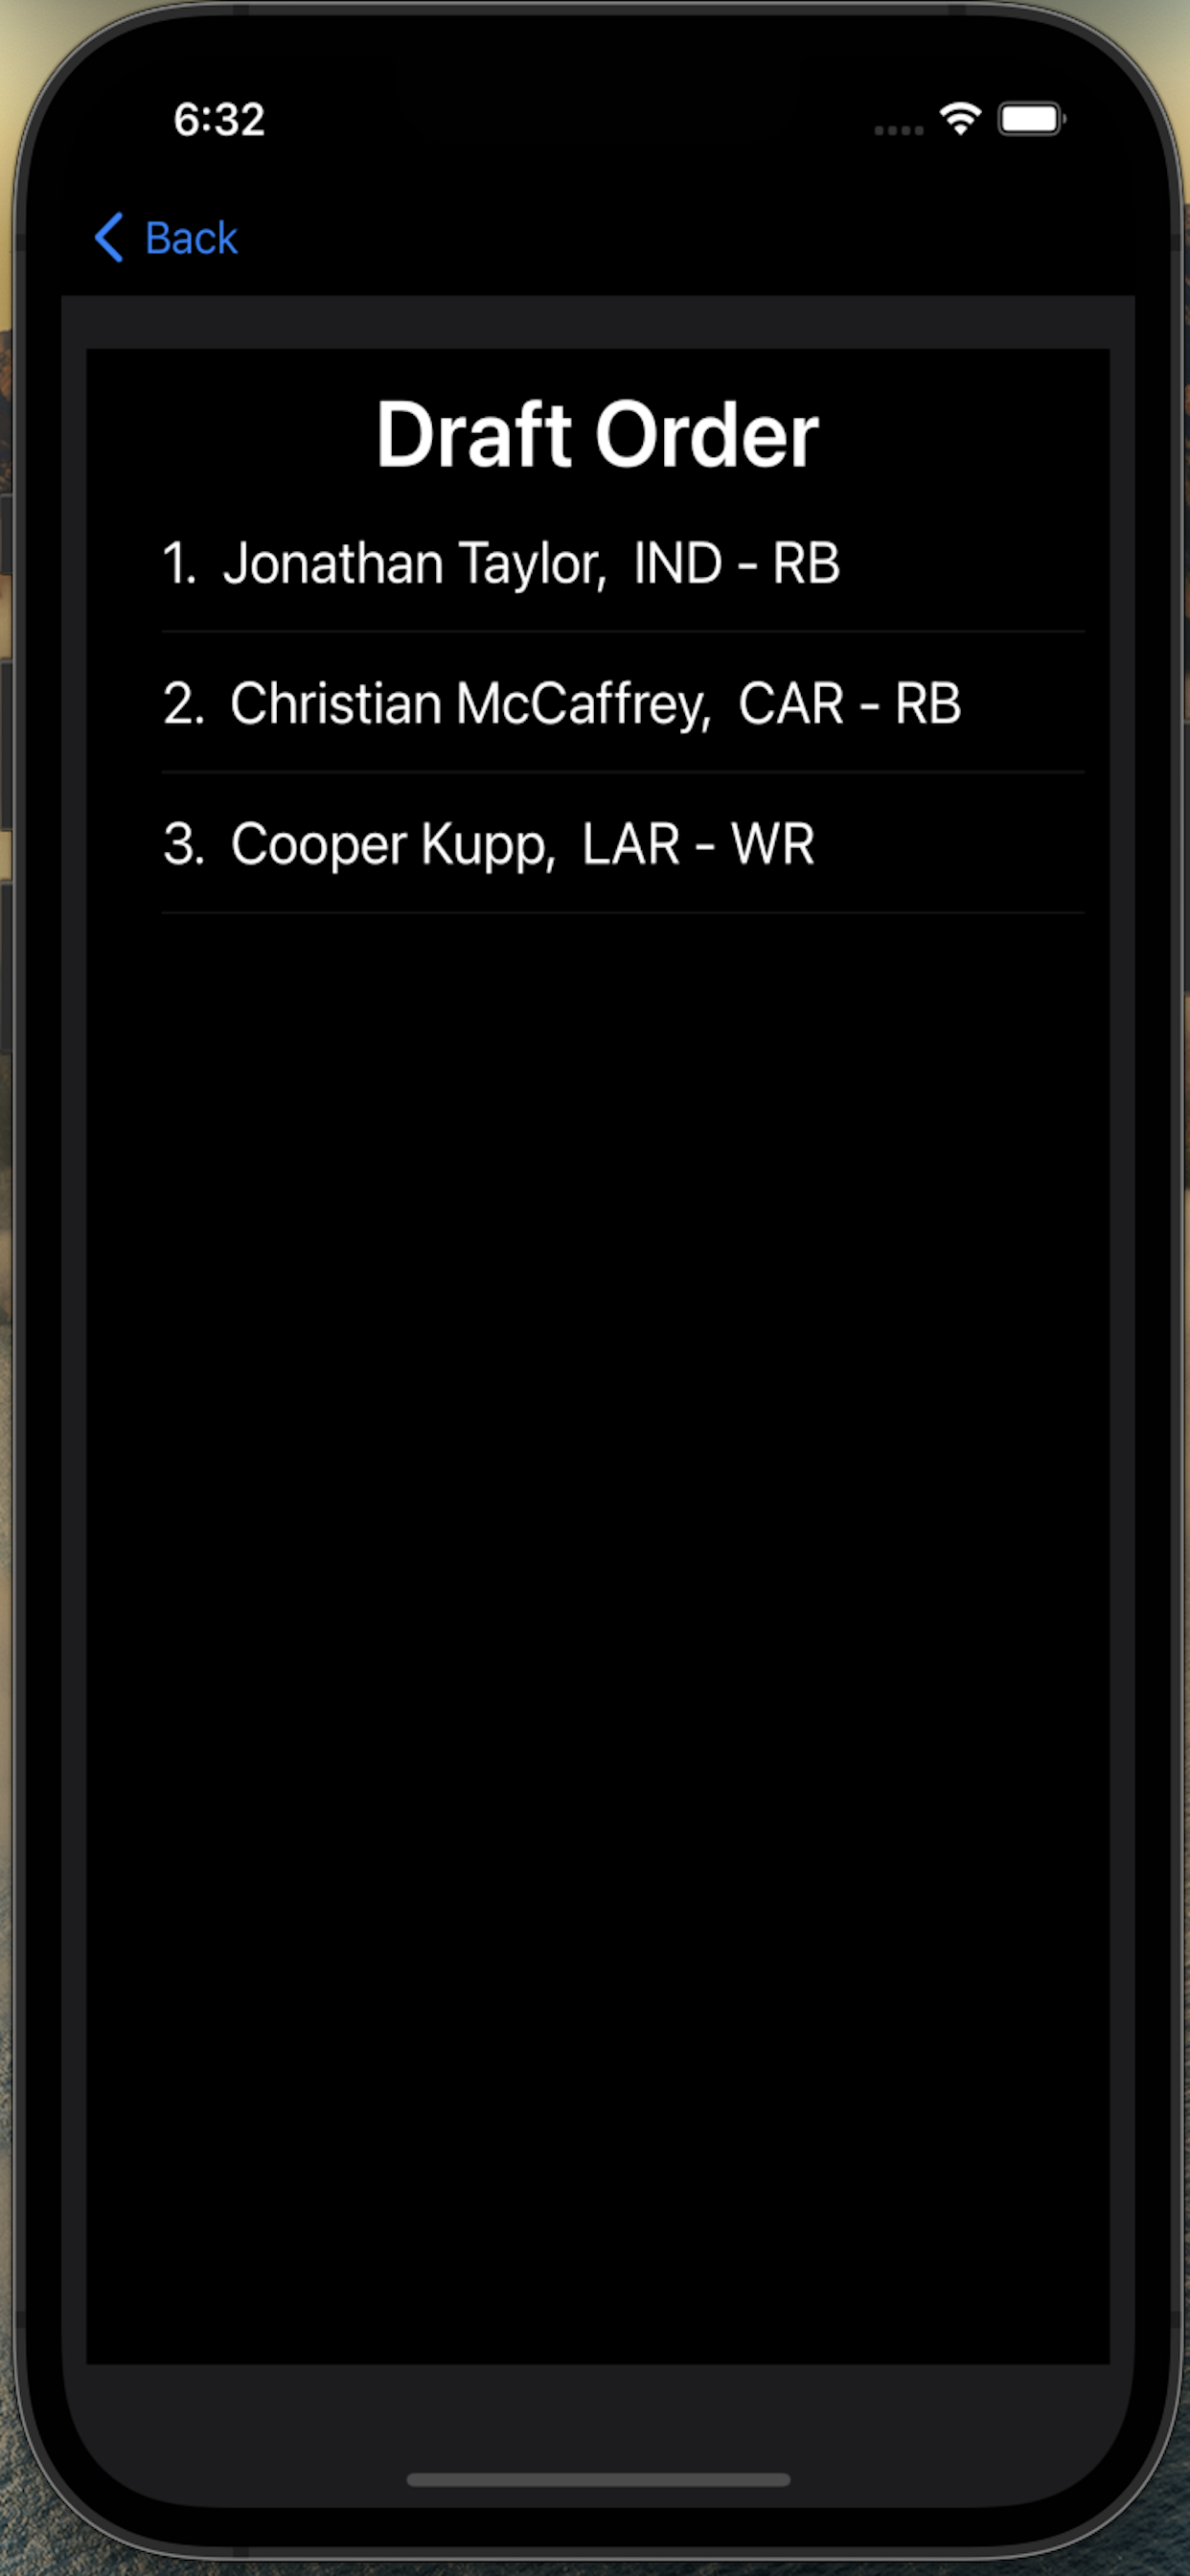 6:32
Back
Draft Order
1. Jonathan Taylor, IND - RB
2. Christian McCaffrey, CAR - RB
3. Cooper Kupp, LAR - WR